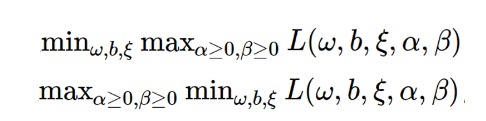 min_{ω,b,ξ} max_{α≥0,β≥0} L(ω, b, ξ, α, β)
max_{α≥0,β≥0} min_{ω,b,ξ} L(ω, b, ξ, α, β).